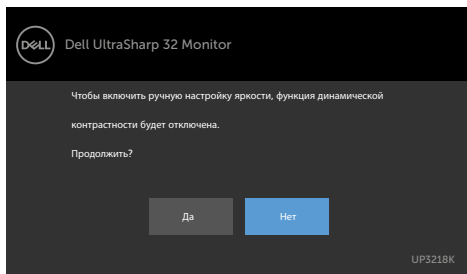 DELL
Dell UltraSharp 32 Monitor
Чтобы включить ручную настройку яркости, функция динамической
контрастности будет отключена.
Продолжить?
Да
Нет
UP3218K